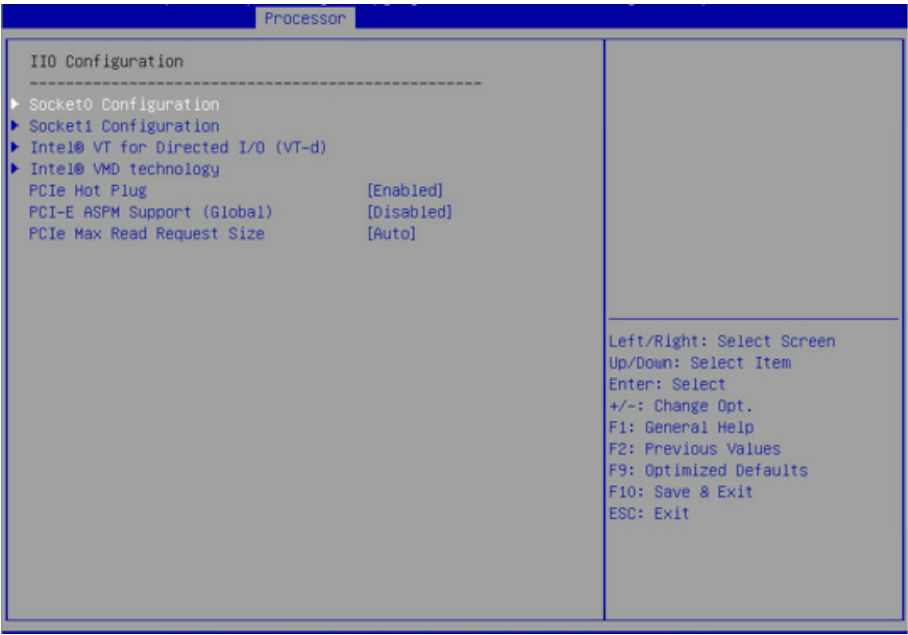 Processor
IIO Configuration
--------------------------------------------------
Socket0 Configuration
Socket1 Configuration
Intel® VT for Directed I/O (VT-d)
Intel® VMD technology
PCIe Hot Plug [Enabled]
PCI-E ASPM Support (Global) [Disabled]
PCIe Max Read Request Size [Auto]
Left/Right: Select Screen
Up/Down: Select Item
Enter: Select
+/-: Change Opt.
F1: General Help
F2: Previous Values
F9: Optimized Defaults
F10: Save & Exit
ESC: Exit